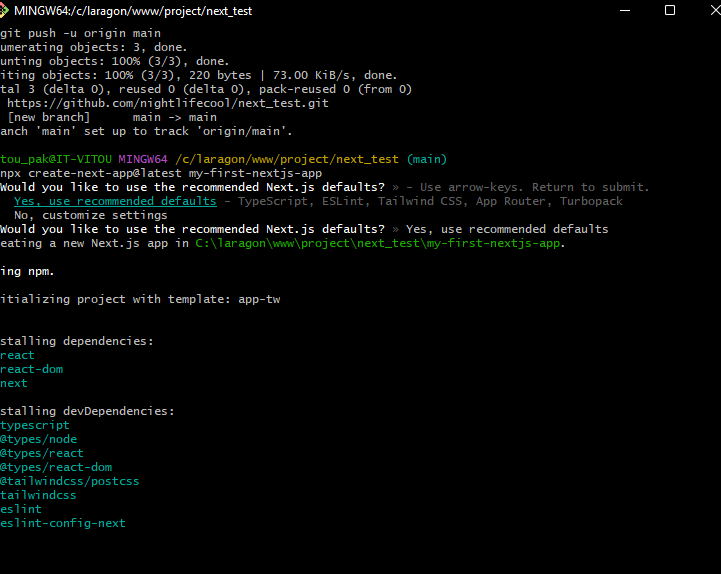 MINGW64:/c/laragon/www/project/next_test
git push -u origin main
umerating objects: 3, done.
unting objects: 100% (3/3), done.
iting objects: 100% (3/3), 220 bytes | 73.00 KiB/s, done.
tal 3 (delta 0), reused 0 (delta 0), pack-reused 0 (from 0)
https://github.com/nightlifecool/next_test.git
[new branch]      main -> main
anch 'main' set up to track 'origin/main'.
tou_pak@IT-VITOU MINGW64 /c/laragon/www/project/next_test (main)
npx create-next-app@latest my-first-nextjs-app
Would you like to use the recommended Next.js defaults? » - Use arrow-keys. Return to submit.
Yes, use recommended defaults - TypeScript, ESLint, Tailwind CSS, App Router, Turbopack
No, customize settings
Would you like to use the recommended Next.js defaults? » Yes, use recommended defaults
eating a new Next.js app in C:\laragon\www\project\next_test\my-first-nextjs-app.
ing npm.
itializing project with template: app-tw
stalling dependencies:
react
react-dom
next
stalling devDependencies:
typescript
@types/node
@types/react
@types/react-dom
@tailwindcss/postcss
tailwindcss
eslint
eslint-config-next